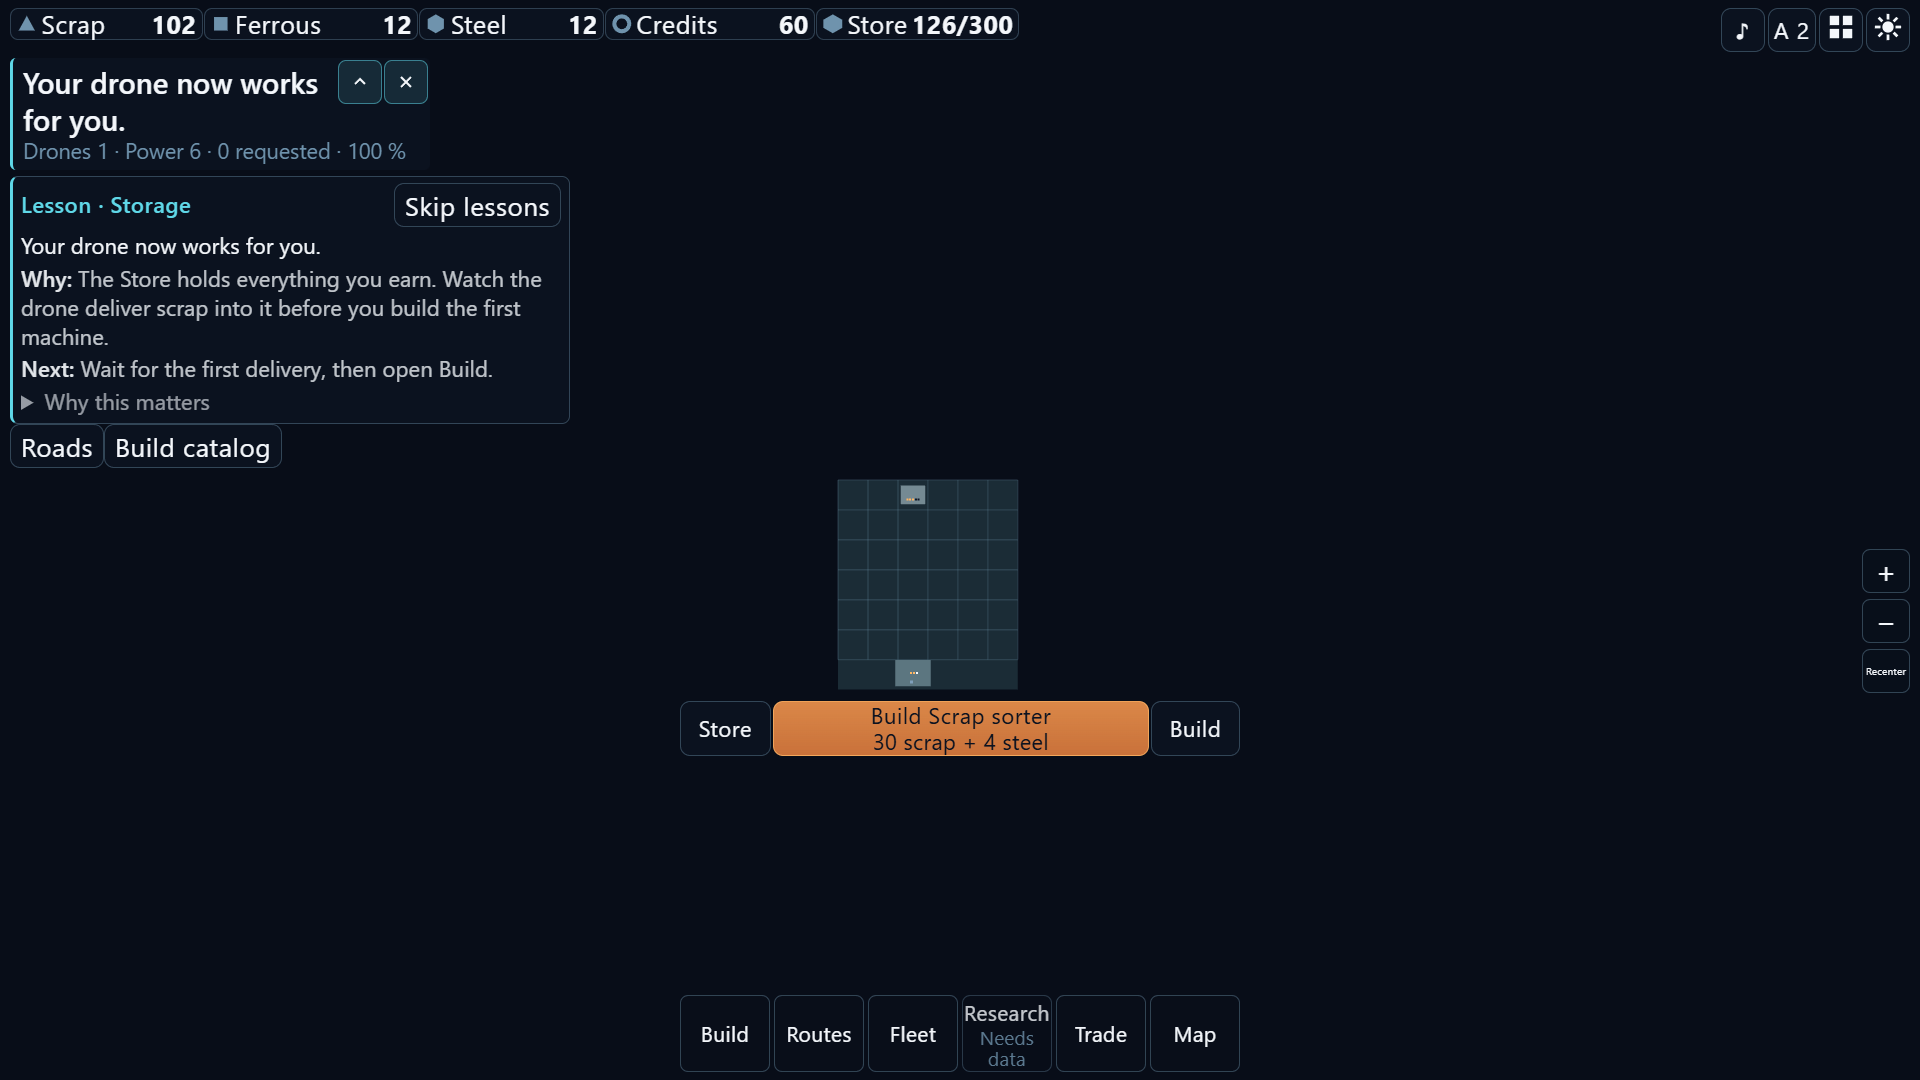 Scrap 102 Ferrous 12 Steel 12 Credits 60 Store 126/300
♪ A 2
Your drone now works
for you.
Drones 1 · Power 6 · 0 requested · 100 %
Lesson · Storage
Skip lessons
Your drone now works for you.
Why: The Store holds everything you earn. Watch the
drone deliver scrap into it before you build the first
machine.
Next: Wait for the first delivery, then open Build.
▶ Why this matters
Roads Build catalog
+
−
Recenter
Store
Build Scrap sorter
30 scrap + 4 steel
Build
Build Routes Fleet
Research
Needs
data
Trade Map